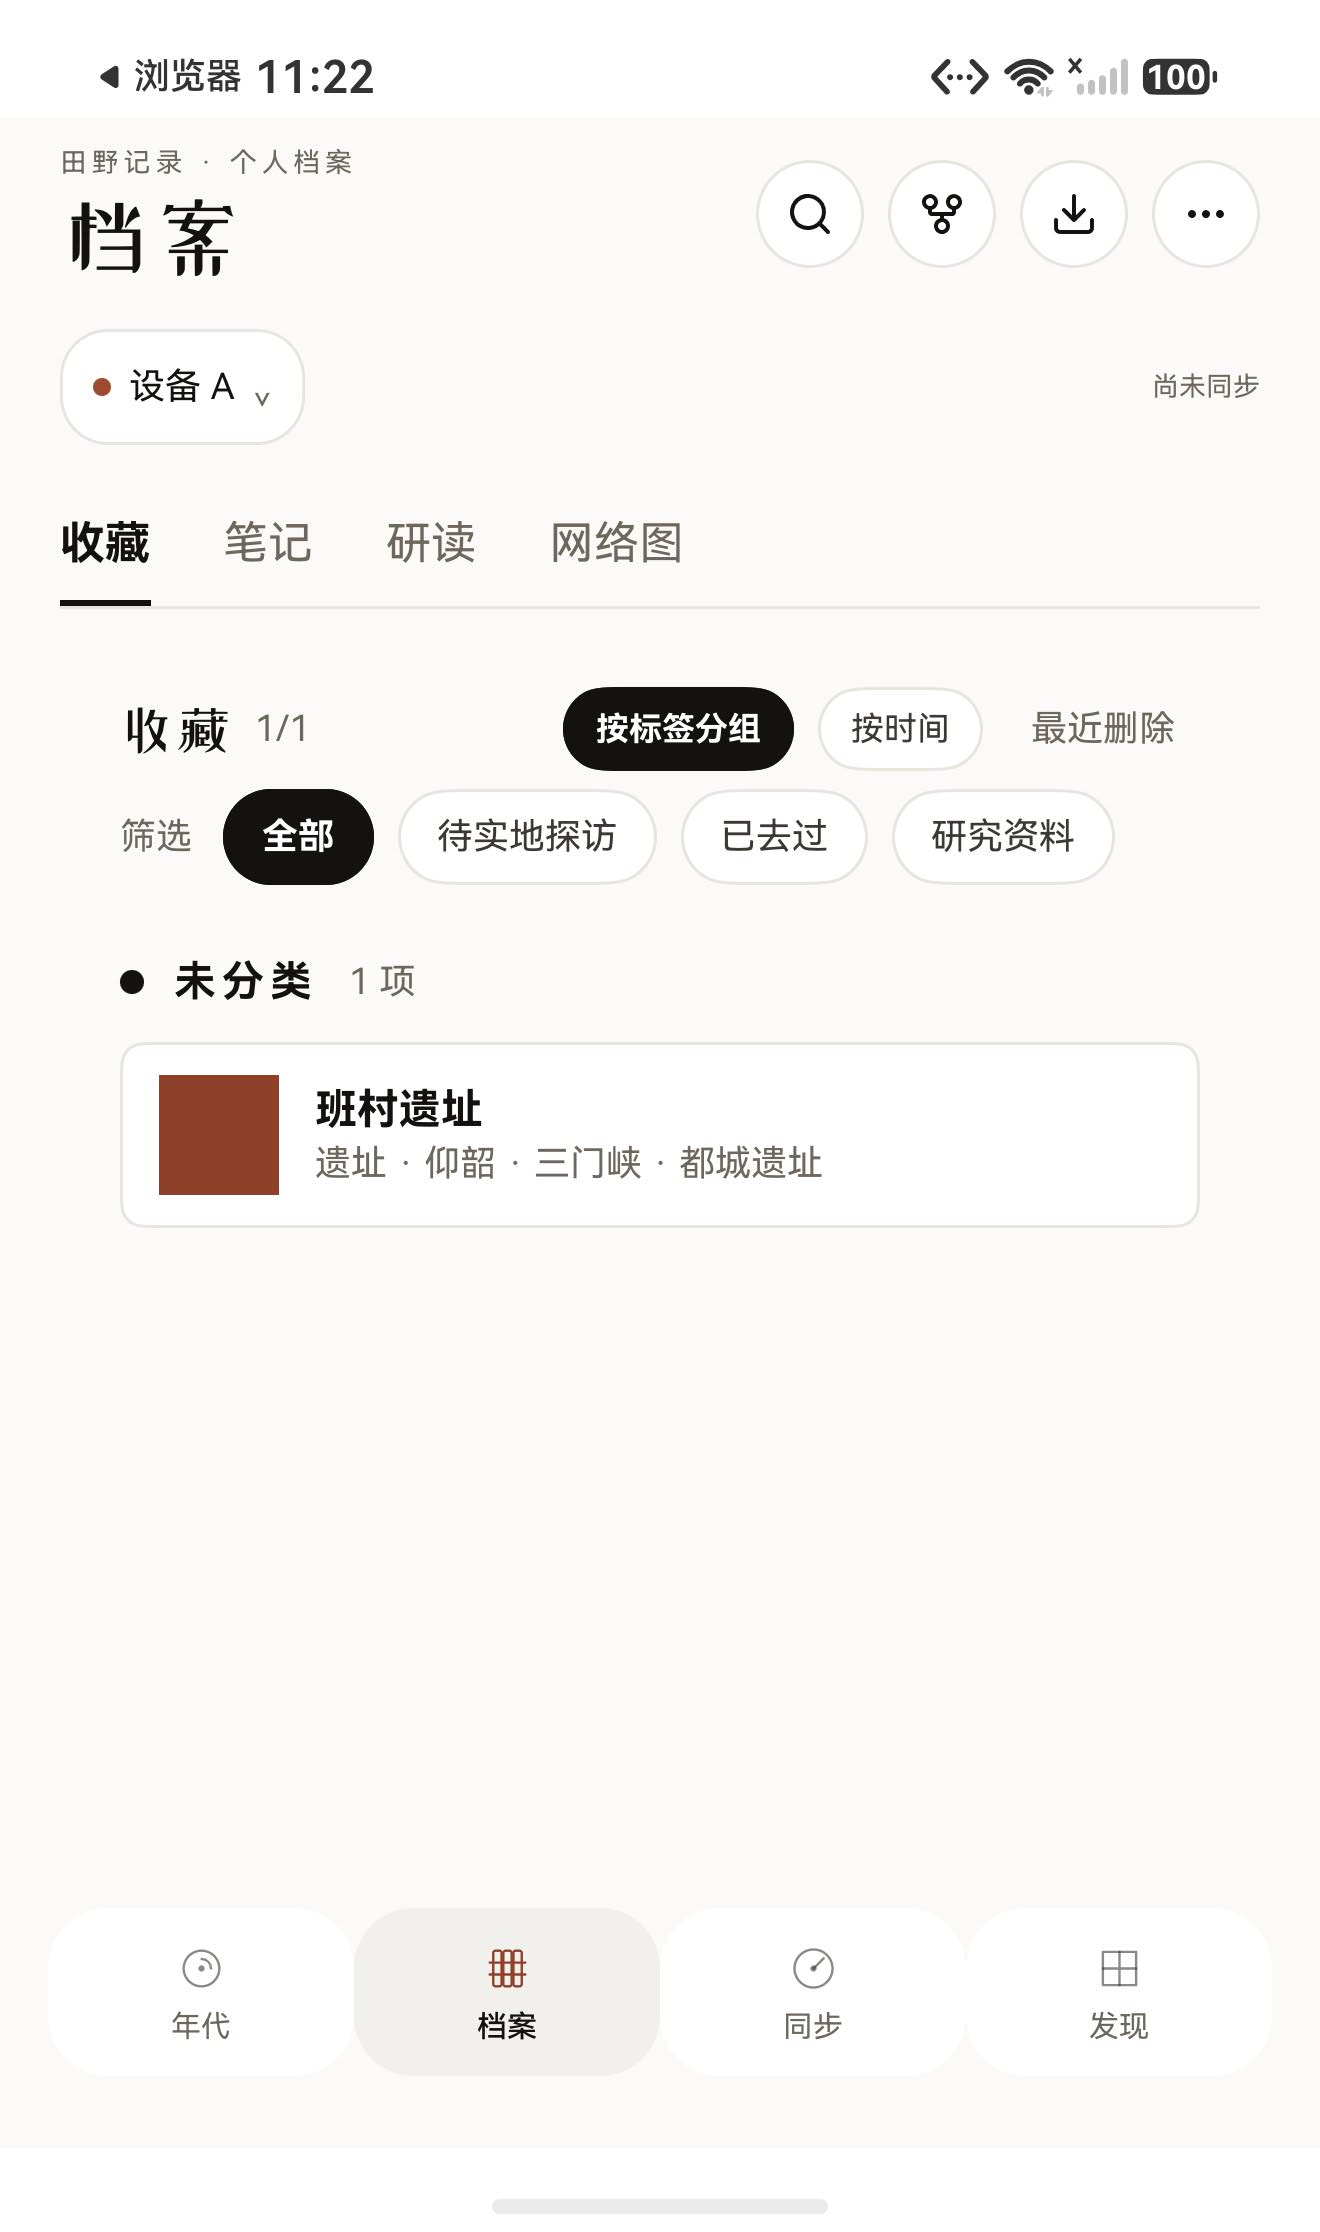 浏览器 11:22 100
田野记录 · 个人档案
档案
设备 A
尚未同步
收藏 笔记 研读 网络图
收藏 1/1 按标签分组 按时间 最近删除
筛选 全部 待实地探访 已去过 研究资料
未分类 1 项
班村遗址
遗址 · 仰韶 · 三门峡 · 都城遗址
年代 档案 同步 发现